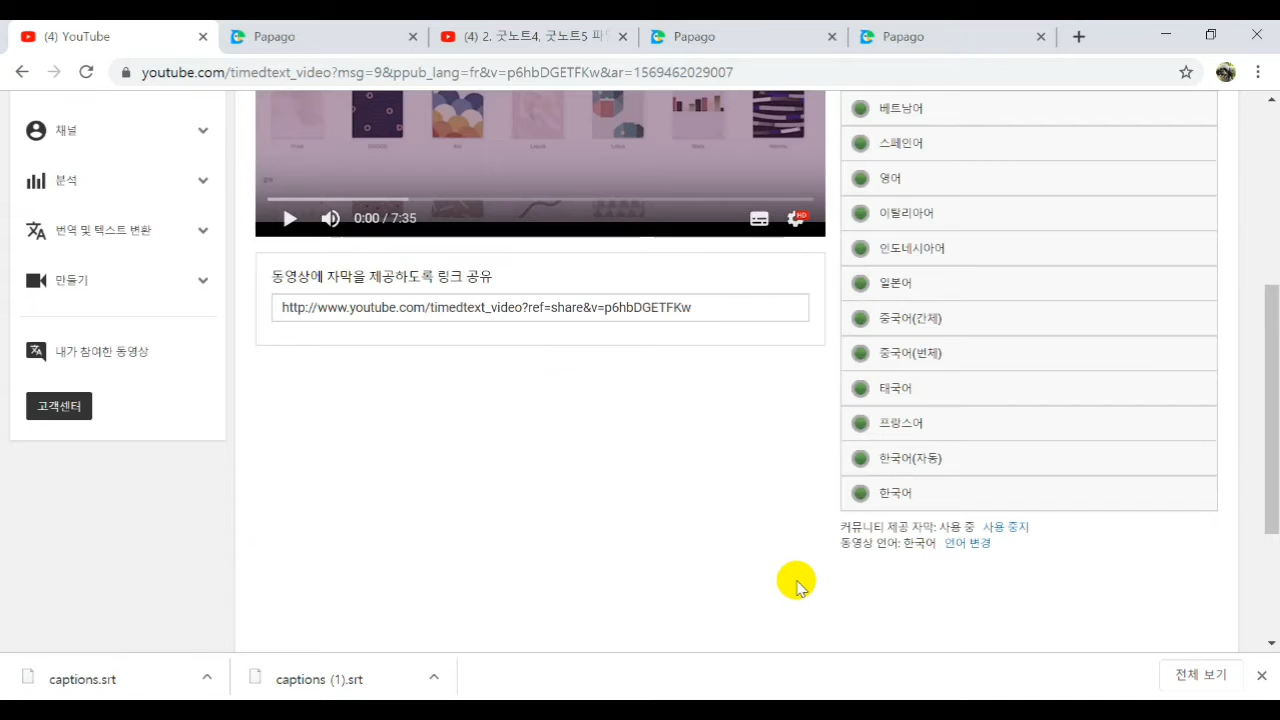 (4) YouTube
Papago
(4) 2. 굿노트4, 굿노트5 파
Papago
Papago
youtube.com/timedtext_video?msg=9&ppub_lang=fr&v=p6hbDGETFKw&ar=1569462029007
채널
분석
번역 및 텍스트 변환
만들기
내가 참여한 동영상
고객센터
0:00 / 7:35
HD
동영상에 자막을 제공하도록 링크 공유
http://www.youtube.com/timedtext_video?ref=share&v=p6hbDGETFKw
베트남어
스페인어
영어
이탈리아어
인도네시아어
일본어
중국어(간체)
중국어(번체)
태국어
프랑스어
한국어(자동)
한국어
커뮤니티 제공 자막: 사용 중 사용 중지
동영상 언어: 한국어 언어 변경
captions.srt
captions (1).srt
전체 보기